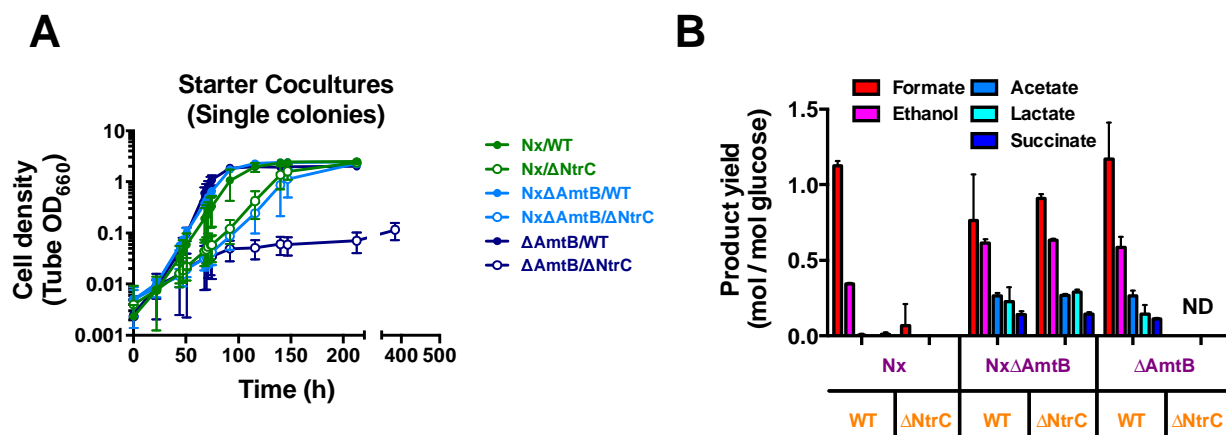 A
Starter Cocultures
(Single colonies)
Cell density
(Tube OD660)
10
1
0.1
0.01
0.001
0
50
100
150
200
400
500
Time (h)
Nx/WT
Nx/ΔNtrC
NxΔAmtB/WT
NxΔAmtB/ΔNtrC
ΔAmtB/WT
ΔAmtB/ΔNtrC
B
Formate
Ethanol
Acetate
Lactate
Succinate
Product yield
(mol / mol glucose)
1.5
1.0
0.5
0.0
ND
Nx
NxΔAmtB
ΔAmtB
WT
ΔNtrC
WT
ΔNtrC
WT
ΔNtrC